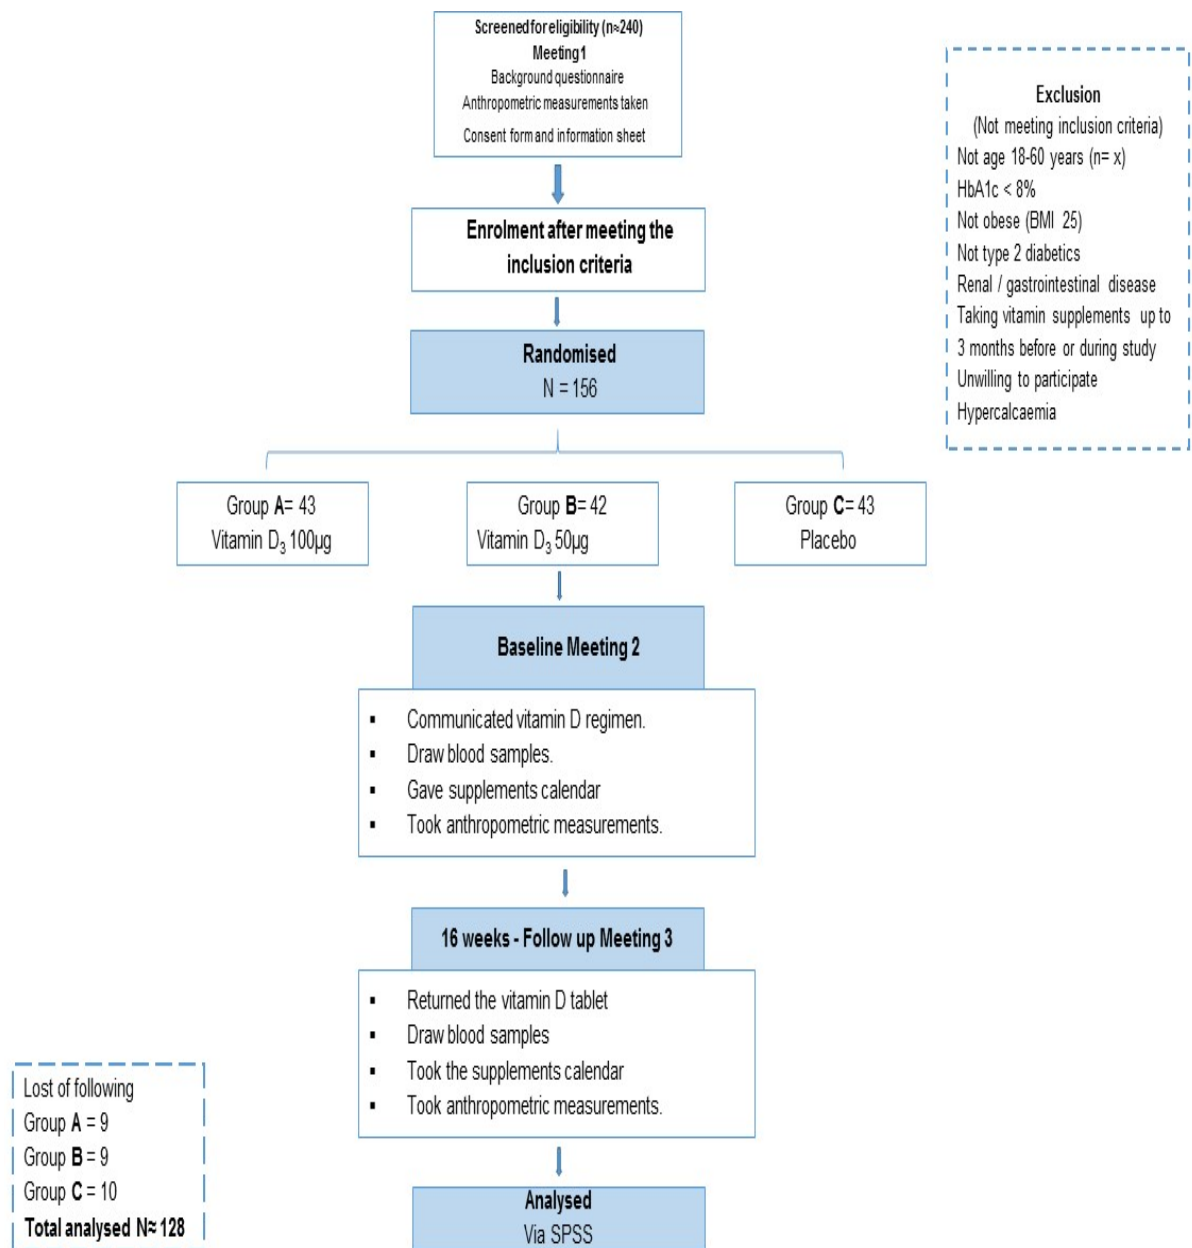 Screened for eligibility (n≈240)
Meeting 1
Background questionnaire
Anthropometric measurements taken
Consent form and information sheet
Exclusion
(Not meeting inclusion criteria)
Not age 18-60 years (n= x)
HbA1c < 8%
Not obese (BMI 25)
Not type 2 diabetics
Renal / gastrointestinal disease
Taking vitamin supplements up to
3 months before or during study
Unwilling to participate
Hypercalcaemia
Enrolment after meeting the
inclusion criteria
Randomised
N = 156
Group A= 43
Vitamin D₃ 100µg
Group B= 42
Vitamin D₃ 50µg
Group C= 43
Placebo
Baseline Meeting 2
▪ Communicated vitamin D regimen.
▪ Draw blood samples.
▪ Gave supplements calendar
▪ Took anthropometric measurements.
16 weeks - Follow up Meeting 3
▪ Returned the vitamin D tablet
▪ Draw blood samples
▪ Took the supplements calendar
▪ Took anthropometric measurements.
Lost of following
Group A = 9
Group B = 9
Group C = 10
Total analysed N≈ 128
Analysed
Via SPSS